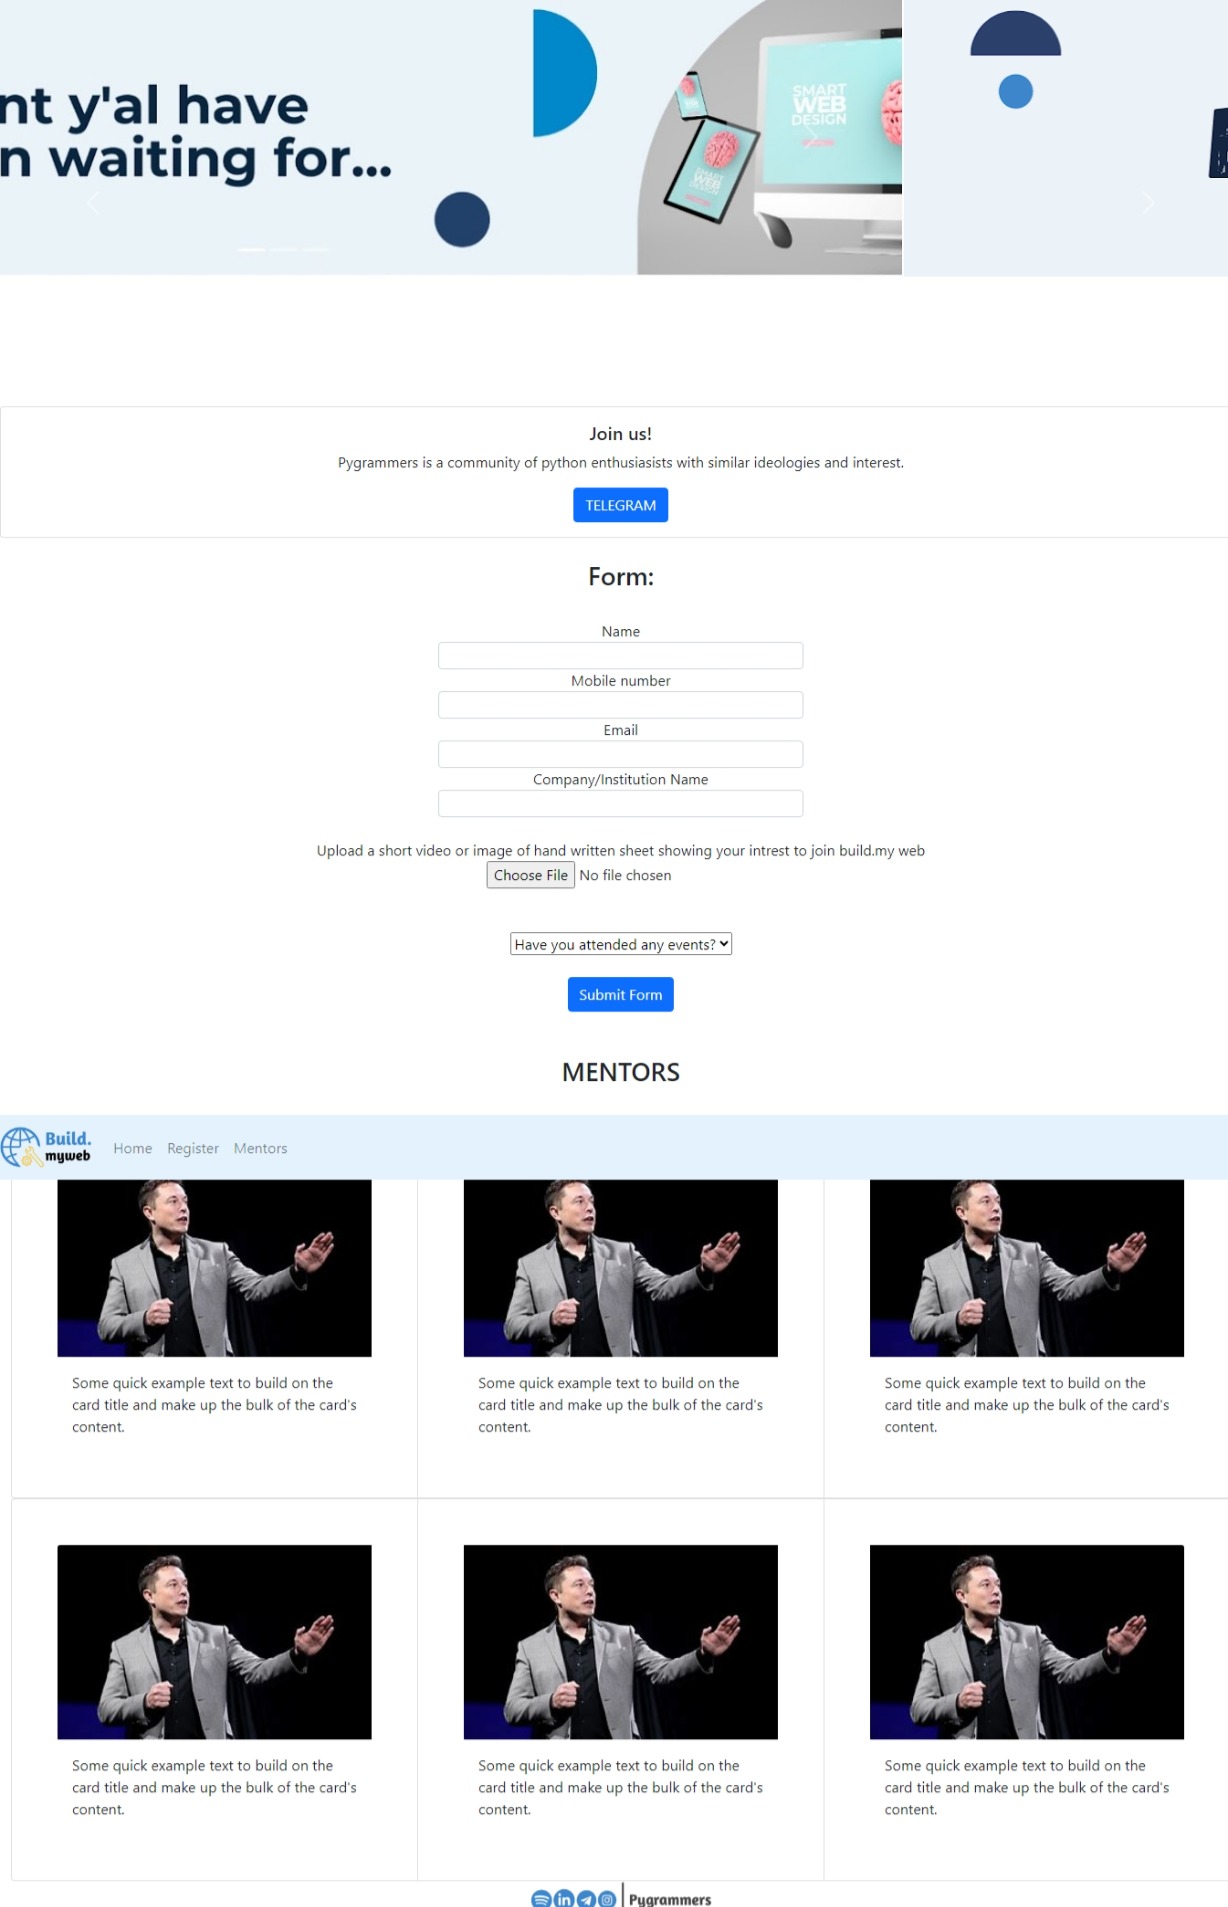 nt y'al have
n waiting for...
SMART
WEB
DESIGN
SMART
WEB
DESIGN
Join us!
Pygrammers is a community of python enthusiasists with similar ideologies and interest.
TELEGRAM
Form:
Name
Mobile number
Email
Company/Institution Name
Upload a short video or image of hand written sheet showing your intrest to join build.my web
Choose File No file chosen
Have you attended any events?
Submit Form
MENTORS
Build.
myweb
Home Register Mentors
Some quick example text to build on the
card title and make up the bulk of the card's
content.
Some quick example text to build on the
card title and make up the bulk of the card's
content.
Some quick example text to build on the
card title and make up the bulk of the card's
content.
Some quick example text to build on the
card title and make up the bulk of the card's
content.
Some quick example text to build on the
card title and make up the bulk of the card's
content.
Some quick example text to build on the
card title and make up the bulk of the card's
content.
in
Pygrammers